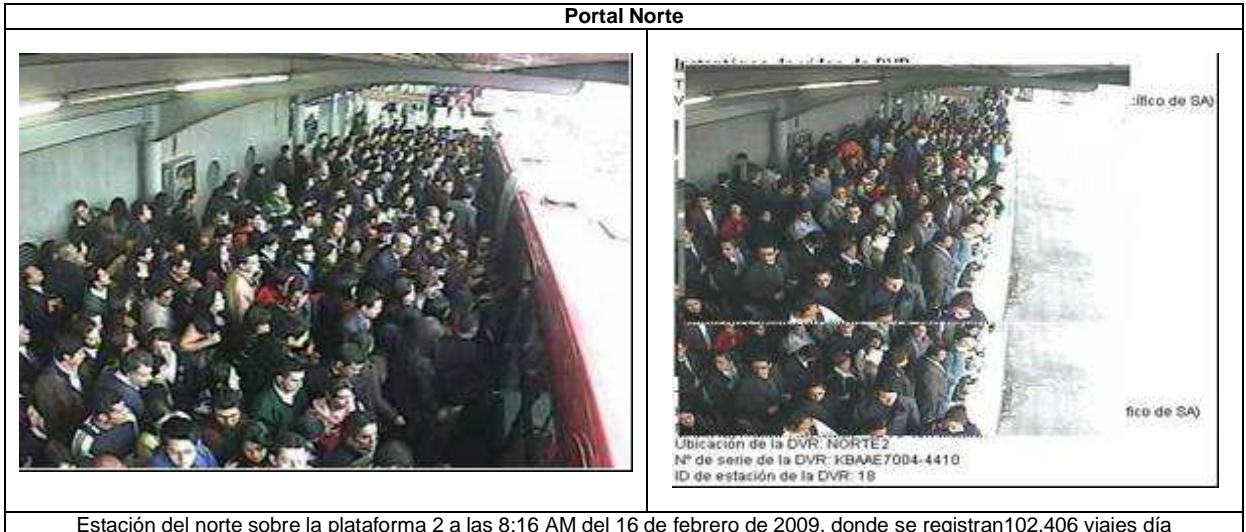 Portal Norte
:ífico de SA)
fico de SA)
Ubicación de la DVR: NORTE2
Nº de serie de la DVR: KBAAE7004-4410
ID de estación de la DVR: 18
Estación del norte sobre la plataforma 2 a las 8:16 AM del 16 de febrero de 2009, donde se registran102.406 viajes día